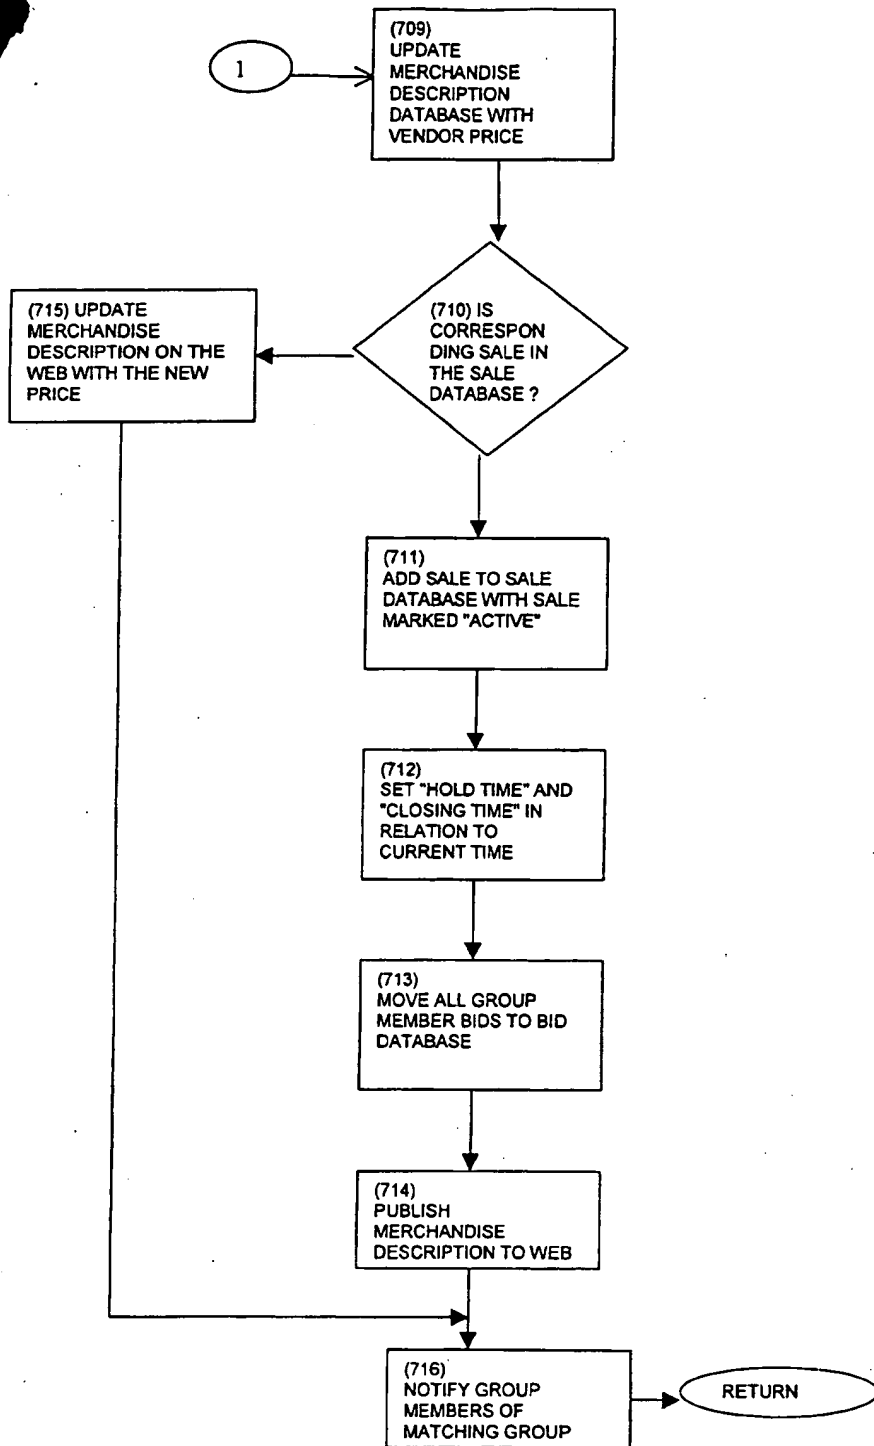 1
(709)
UPDATE
MERCHANDISE
DESCRIPTION
DATABASE WITH
VENDOR PRICE
(710) IS
CORRESPON
DING SALE IN
THE SALE
DATABASE ?
(715) UPDATE
MERCHANDISE
DESCRIPTION ON THE
WEB WITH THE NEW
PRICE
(711)
ADD SALE TO SALE
DATABASE WITH SALE
MARKED "ACTIVE"
(712)
SET "HOLD TIME" AND
"CLOSING TIME" IN
RELATION TO
CURRENT TIME
(713)
MOVE ALL GROUP
MEMBER BIDS TO BID
DATABASE
(714)
PUBLISH
MERCHANDISE
DESCRIPTION TO WEB
(716)
NOTIFY GROUP
MEMBERS OF
MATCHING GROUP
RETURN